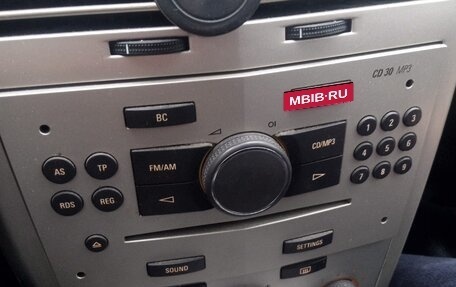 CD 30 MP3
MBIB.RU
BC
1 2 3
4 5 6
7 8 9
AS TP
FM/AM
CD/MP3
RDS REG
SOUND
SETTINGS